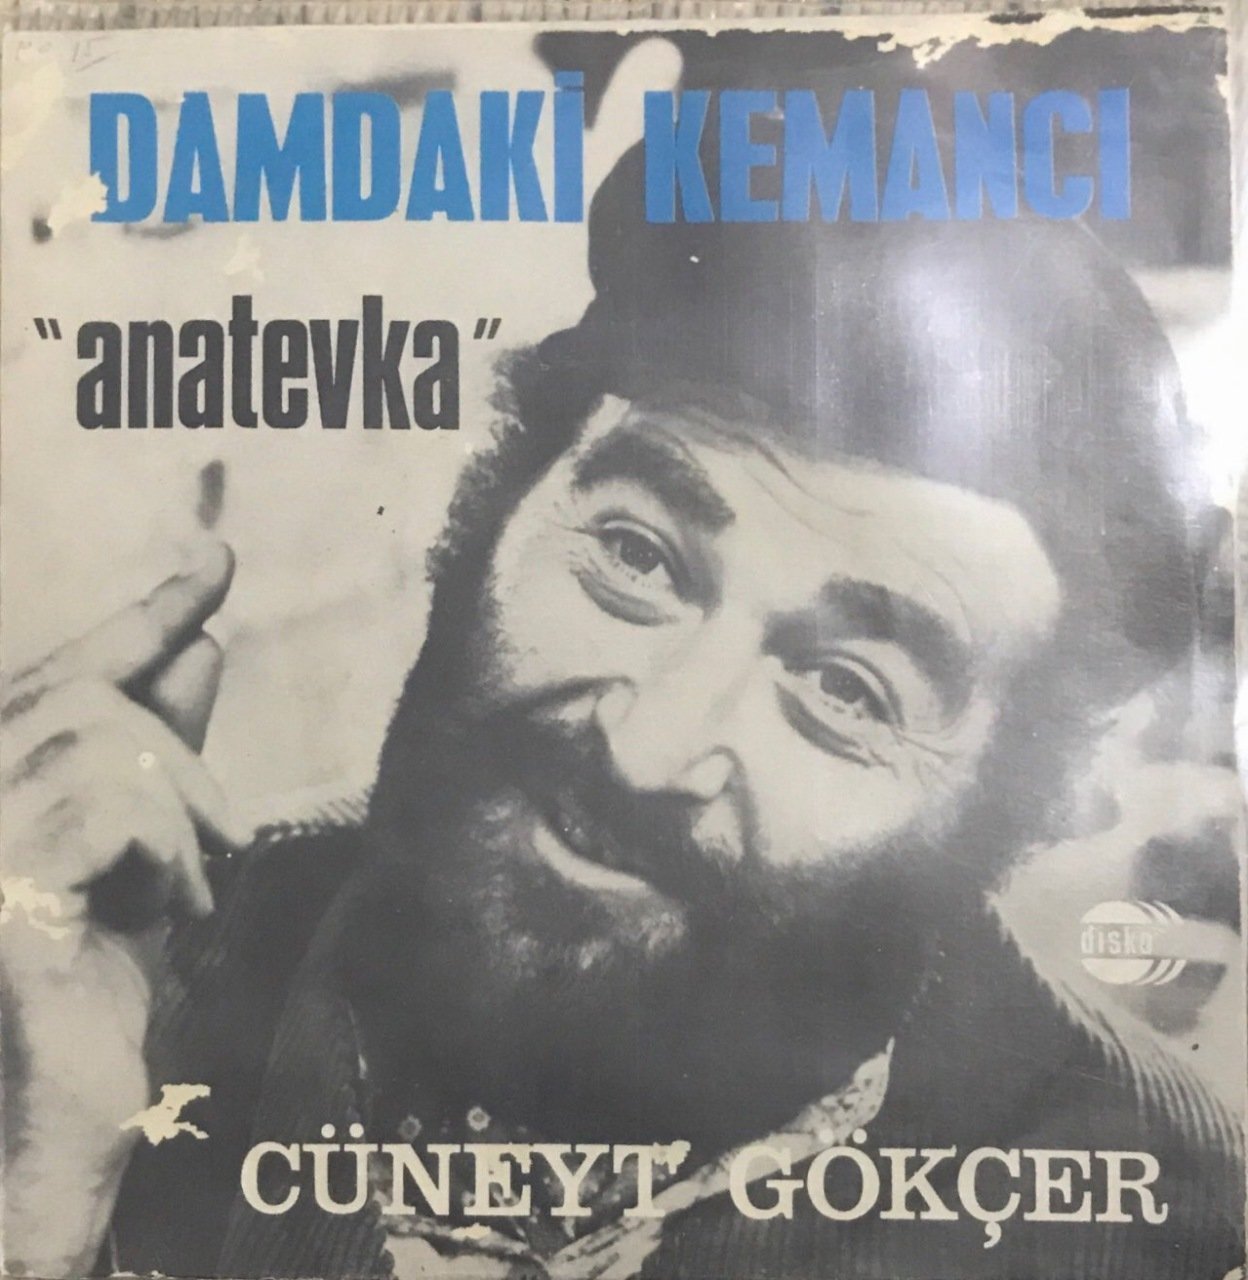 DAMDAKİ KEMANCI
"anatevka"
disko
CÜNEYT GÖKÇER